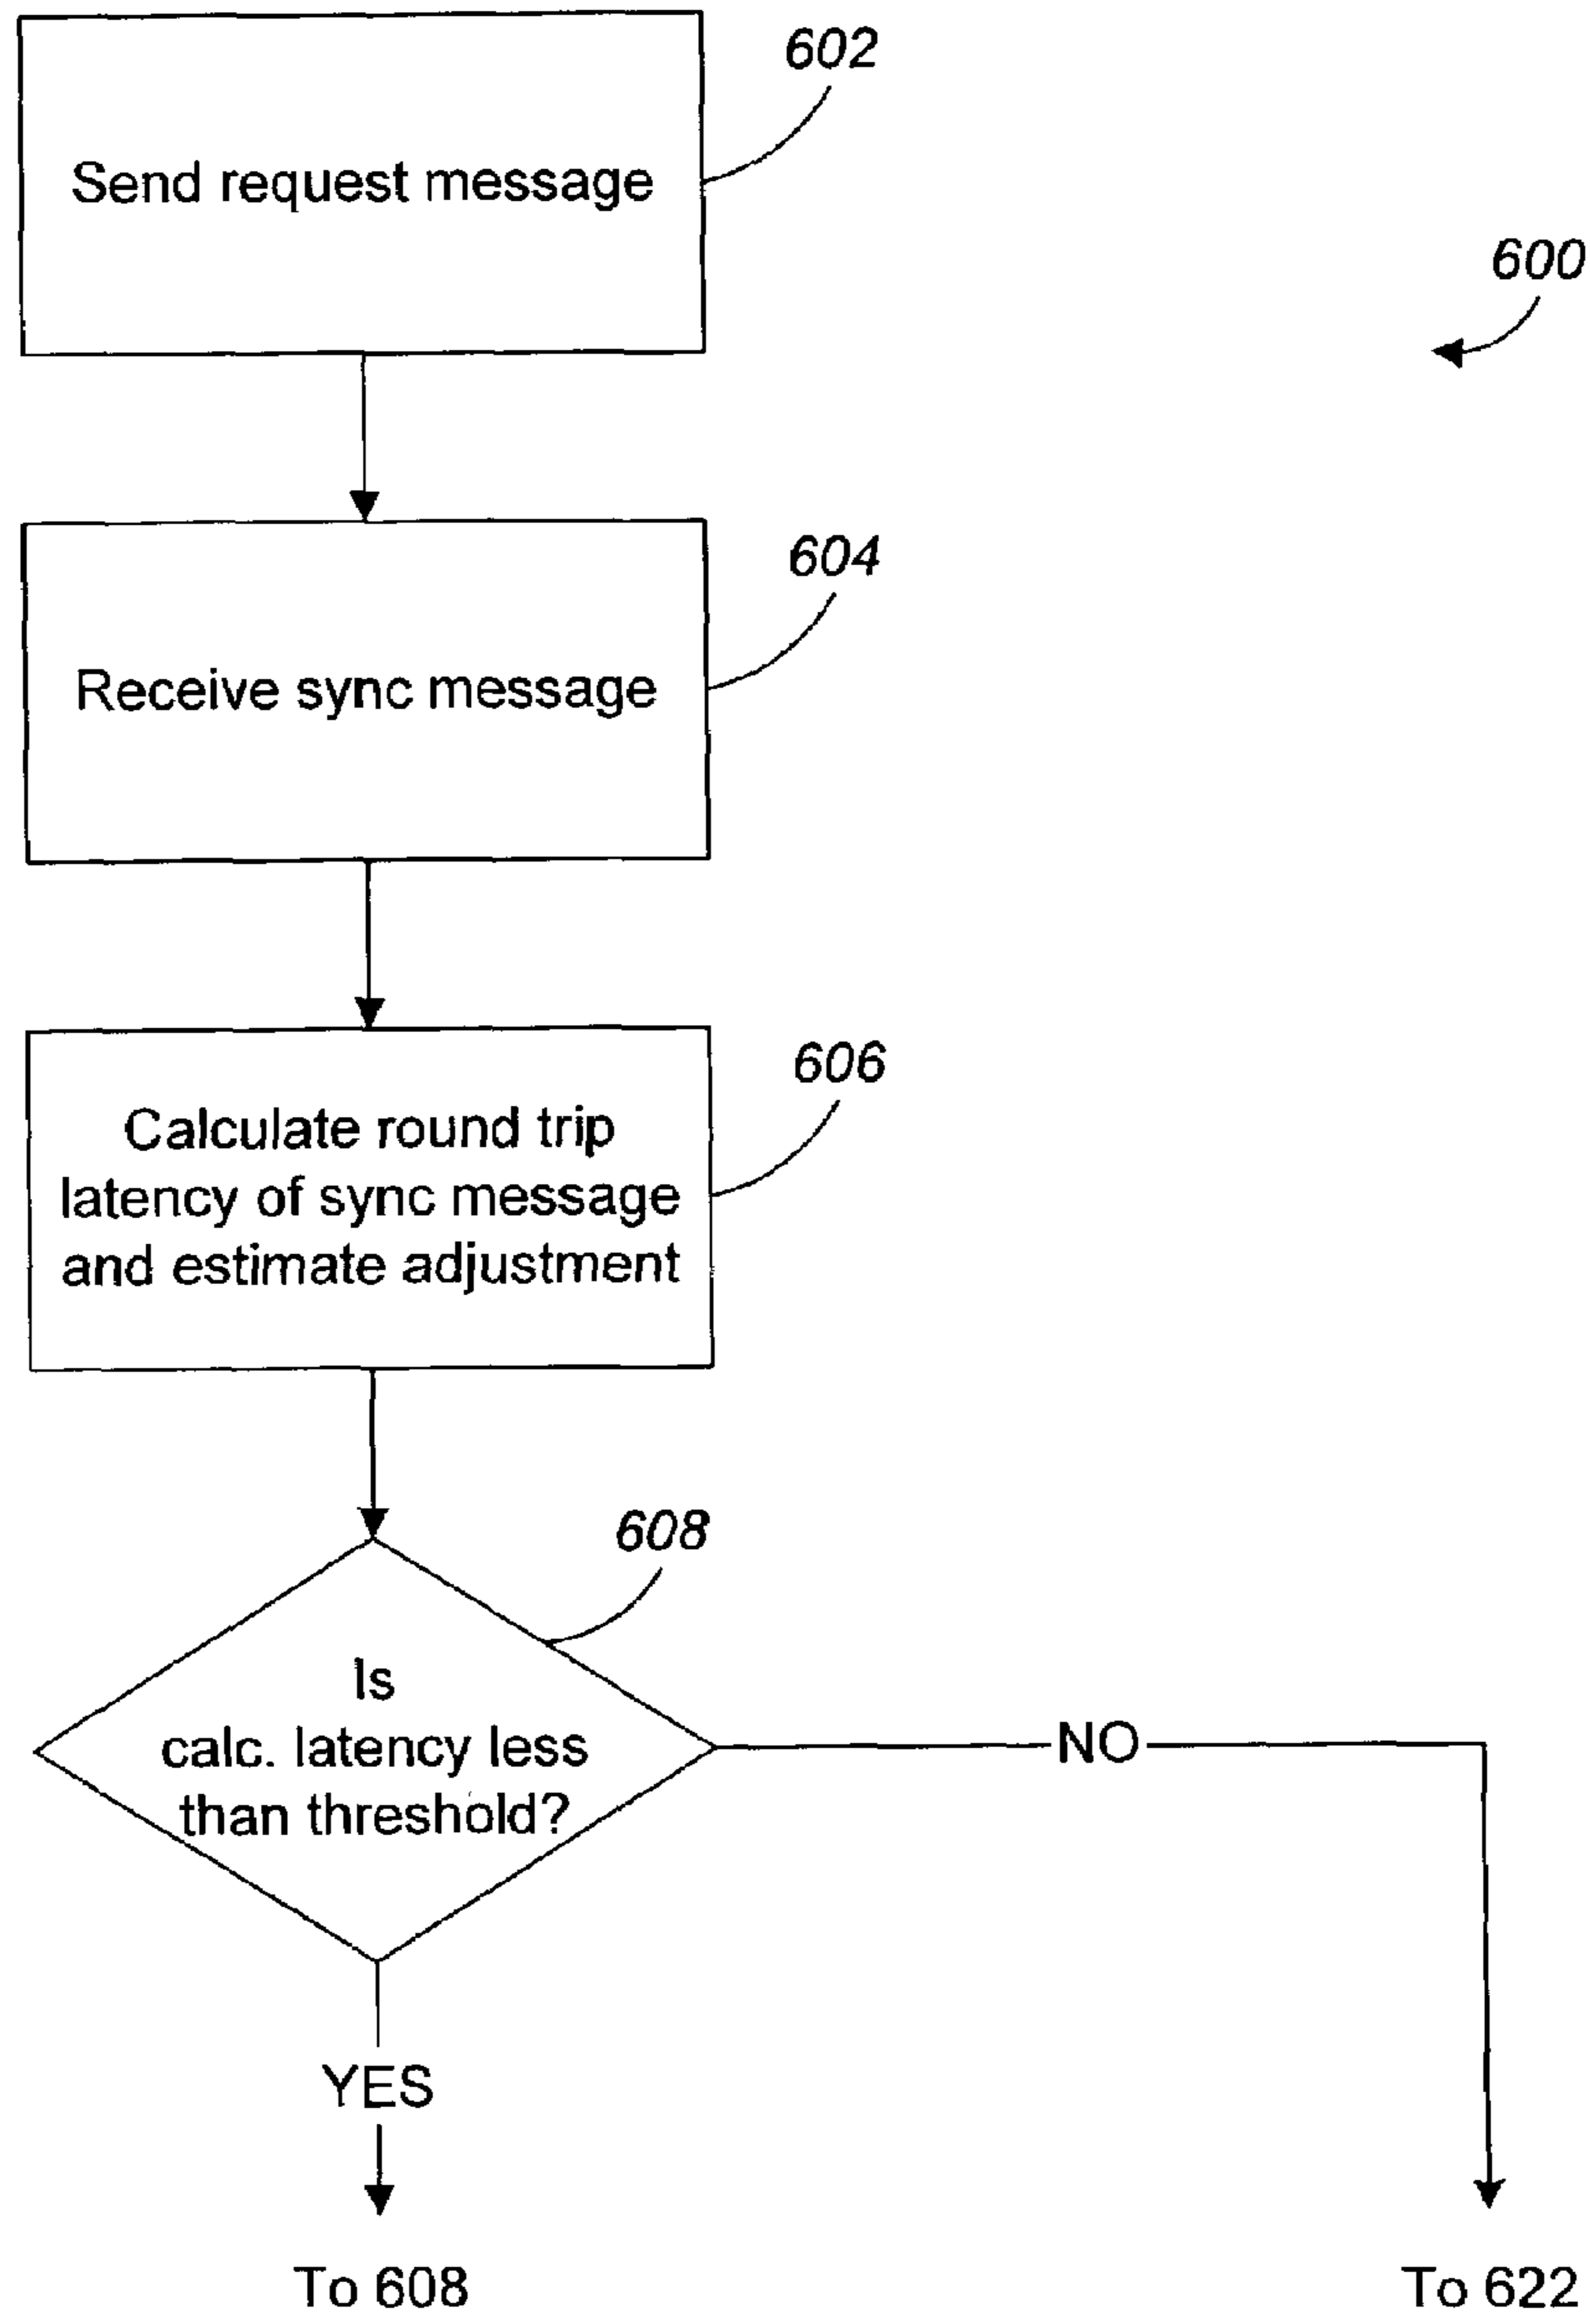 602
Send request message
600
604
Receive sync message
606
Calculate round trip
latency of sync message
and estimate adjustment
608
Is
calc. latency less
than threshold?
NO
YES
To 608
To 622